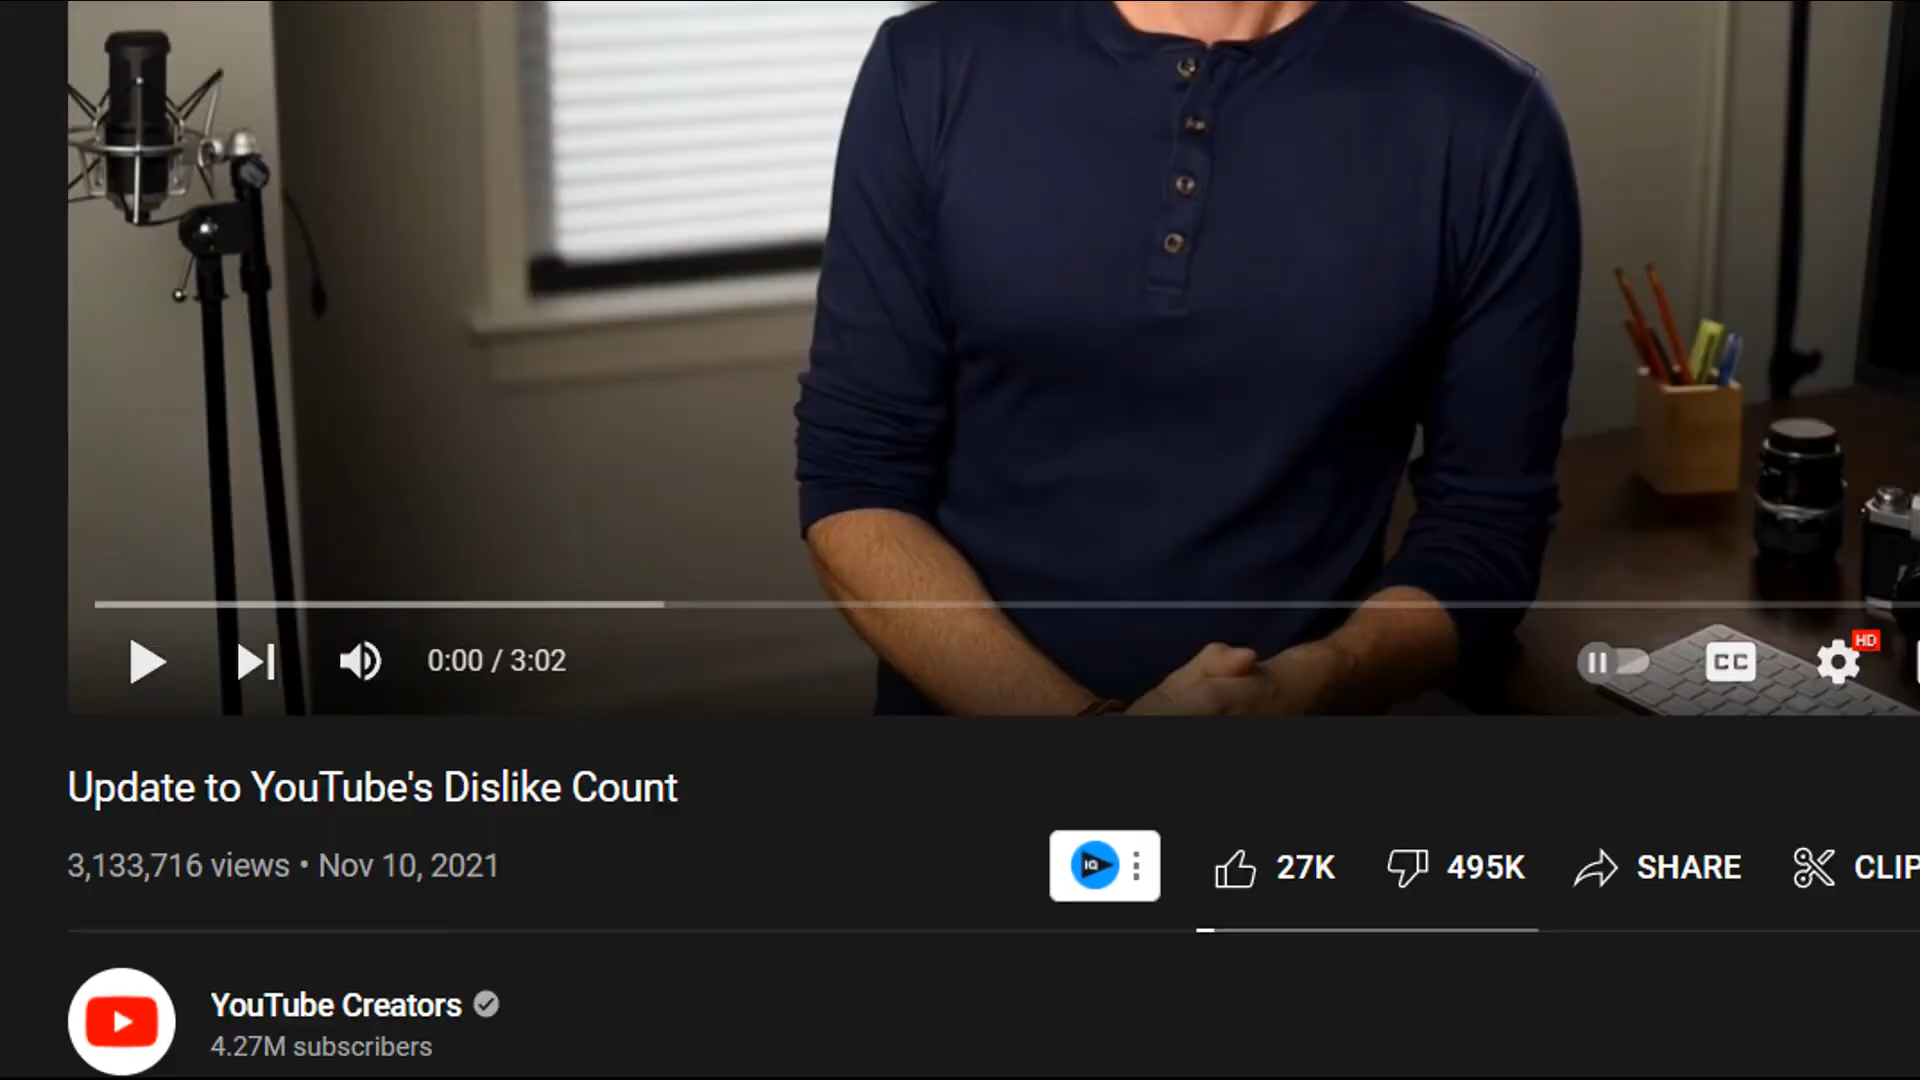 0:00 / 3:02
CC
HD
Update to YouTube's Dislike Count
3,133,716 views • Nov 10, 2021
IQ
27K
495K
SHARE
CLIP
YouTube Creators
4.27M subscribers